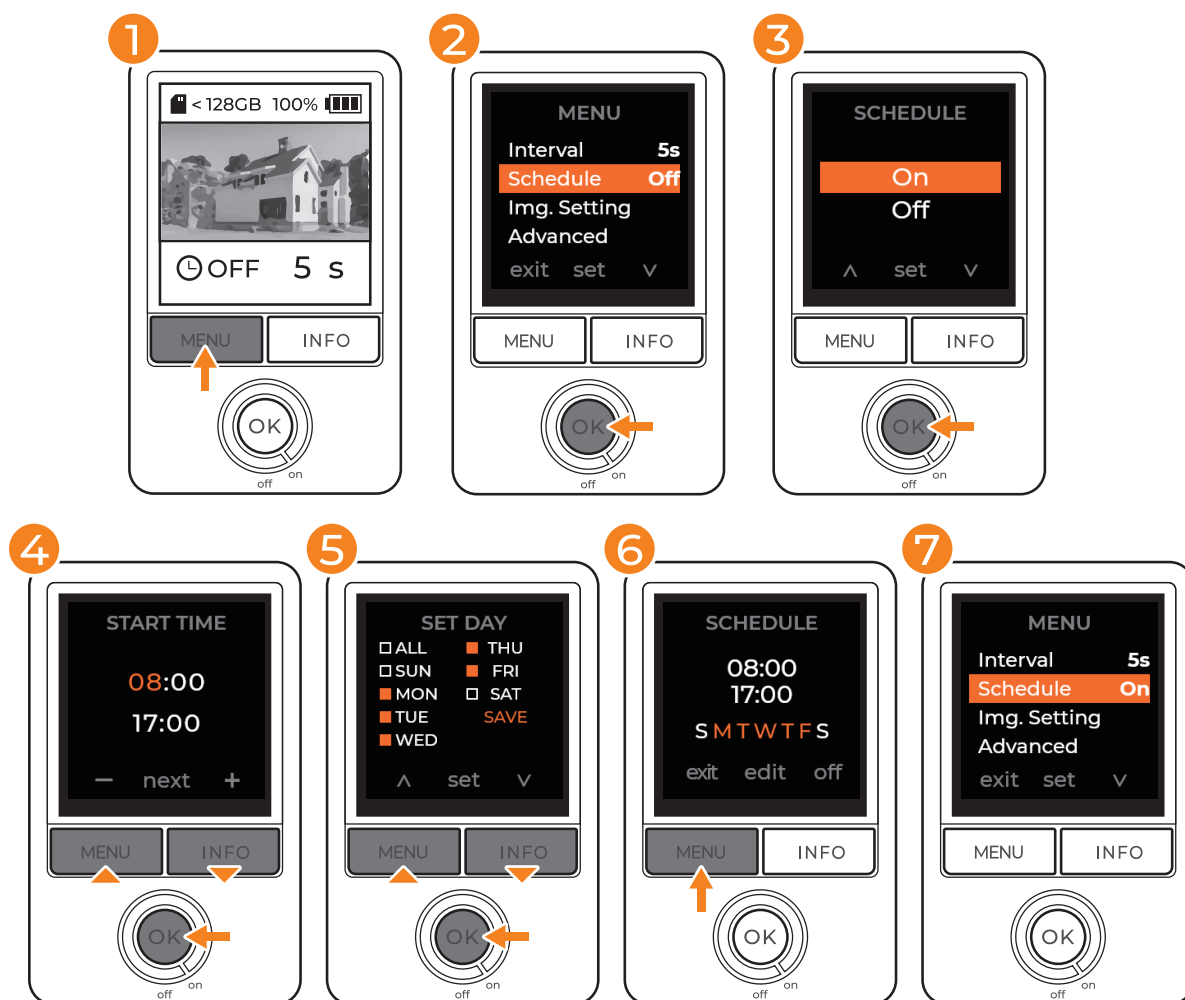 1
< 128GB 100%
OFF 5 s
MENU INFO
OK
off on
2
MENU
Interval 5s
Schedule Off
Img. Setting
Advanced
exit set v
MENU INFO
OK
off on
3
SCHEDULE
On
Off
ʌ set v
MENU INFO
OK
off on
4
START TIME
08:00
17:00
− next +
MENU INFO
OK
off on
5
SET DAY
ALL THU
SUN FRI
MON SAT
TUE SAVE
WED
ʌ set v
MENU INFO
OK
off on
6
SCHEDULE
08:00
17:00
S M T W T F S
exit edit off
MENU INFO
OK
off on
7
MENU
Interval 5s
Schedule On
Img. Setting
Advanced
exit set v
MENU INFO
OK
off on